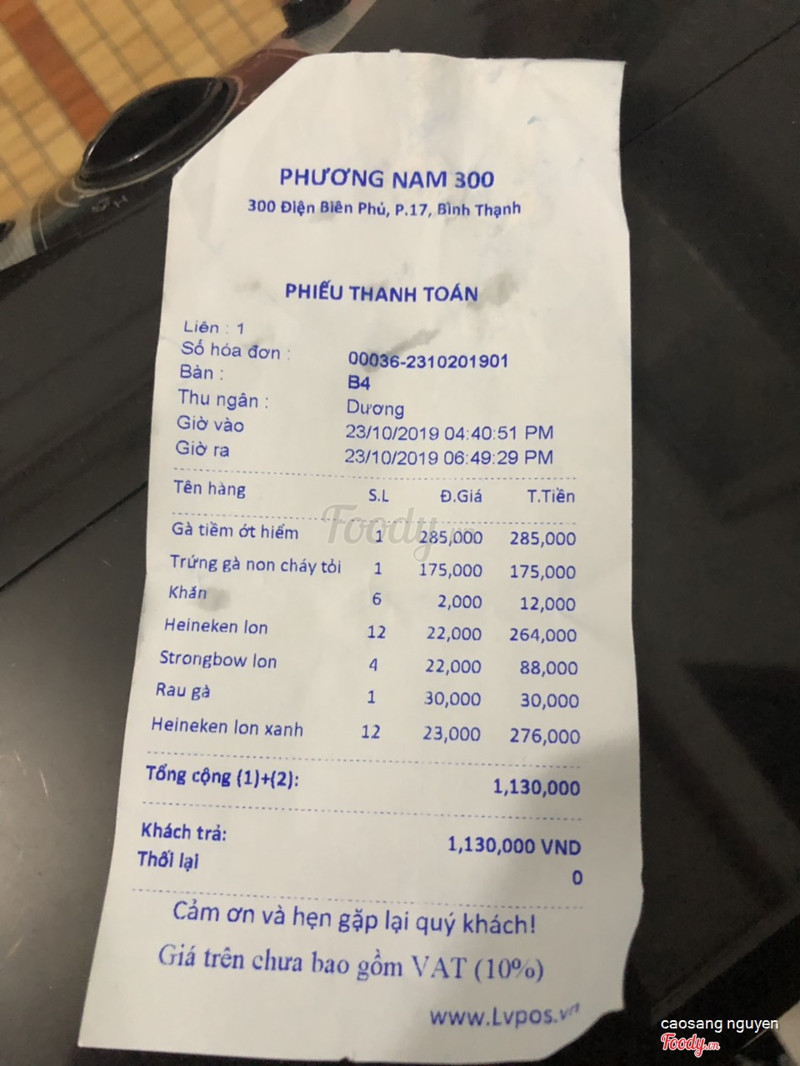 PHƯƠNG NAM 300
300 Điện Biên Phủ, P.17, Bình Thạnh
PHIẾU THANH TOÁN
Liên : 1
Số hóa đơn : 00036-2310201901
Bàn : B4
Thu ngân : Dương
Giờ vào 23/10/2019 04:40:51 PM
Giờ ra 23/10/2019 06:49:29 PM
Tên hàng S.L Đ.Giá T.Tiền
Gà tiềm ớt hiểm 1 285,000 285,000
Trứng gà non cháy tỏi 1 175,000 175,000
Khăn 6 2,000 12,000
Heineken lon 12 22,000 264,000
Strongbow lon 4 22,000 88,000
Rau gà 1 30,000 30,000
Heineken lon xanh 12 23,000 276,000
Tổng cộng (1)+(2): 1,130,000
Khách trả: 1,130,000 VND
Thối lại 0
Cảm ơn và hẹn gặp lại quý khách!
Giá trên chưa bao gồm VAT (10%)
www.Lvpos.vn
Foody.vn
caosang nguyen
Foody.vn